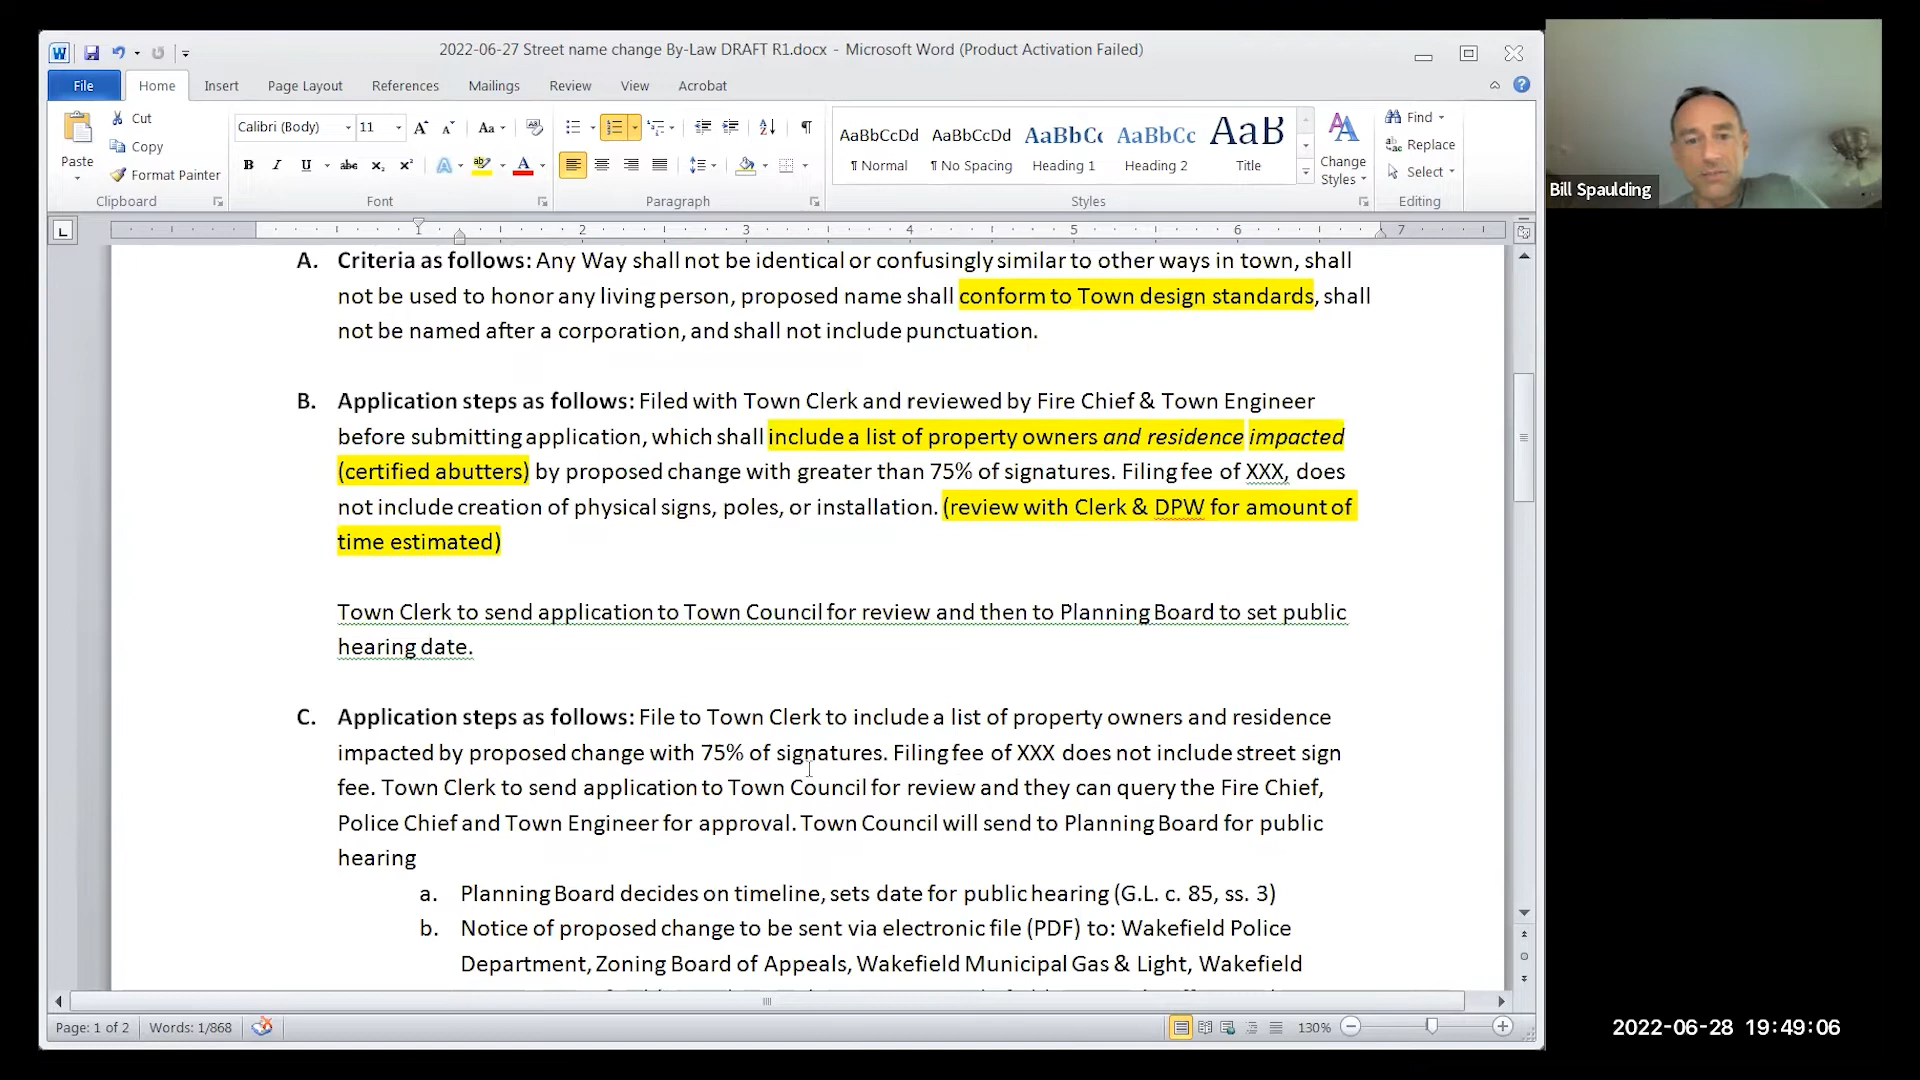 2022-06-27 Street name change By-Law DRAFT R1.docx - Microsoft Word (Product Activation Failed)
File Home Insert Page Layout References Mailings Review View Acrobat
Paste
Cut
Copy
Format Painter
Clipboard
Calibri (Body) 11
Font
Paragraph
AaBbCcDd AaBbCcDd AaBbCc AaBbCc AaB
¶ Normal ¶ No Spacing Heading 1 Heading 2 Title
Change
Styles
Styles
Find
Replace
Select
Editing
1 2 3 4 5 6 7
A. Criteria as follows: Any Way shall not be identical or confusingly similar to other ways in town, shall
not be used to honor any living person, proposed name shall conform to Town design standards, shall
not be named after a corporation, and shall not include punctuation.
B. Application steps as follows: Filed with Town Clerk and reviewed by Fire Chief & Town Engineer
before submitting application, which shall include a list of property owners and residence impacted
(certified abutters) by proposed change with greater than 75% of signatures. Filing fee of XXX, does
not include creation of physical signs, poles, or installation. (review with Clerk & DPW for amount of
time estimated)
Town Clerk to send application to Town Council for review and then to Planning Board to set public
hearing date.
C. Application steps as follows: File to Town Clerk to include a list of property owners and residence
impacted by proposed change with 75% of signatures. Filing fee of XXX does not include street sign
fee. Town Clerk to send application to Town Council for review and they can query the Fire Chief,
Police Chief and Town Engineer for approval. Town Council will send to Planning Board for public
hearing
a. Planning Board decides on timeline, sets date for public hearing (G.L. c. 85, ss. 3)
b. Notice of proposed change to be sent via electronic file (PDF) to: Wakefield Police
Department, Zoning Board of Appeals, Wakefield Municipal Gas & Light, Wakefield
Page: 1 of 2 Words: 1/868 130%
Bill Spaulding
2022-06-28 19:49:06